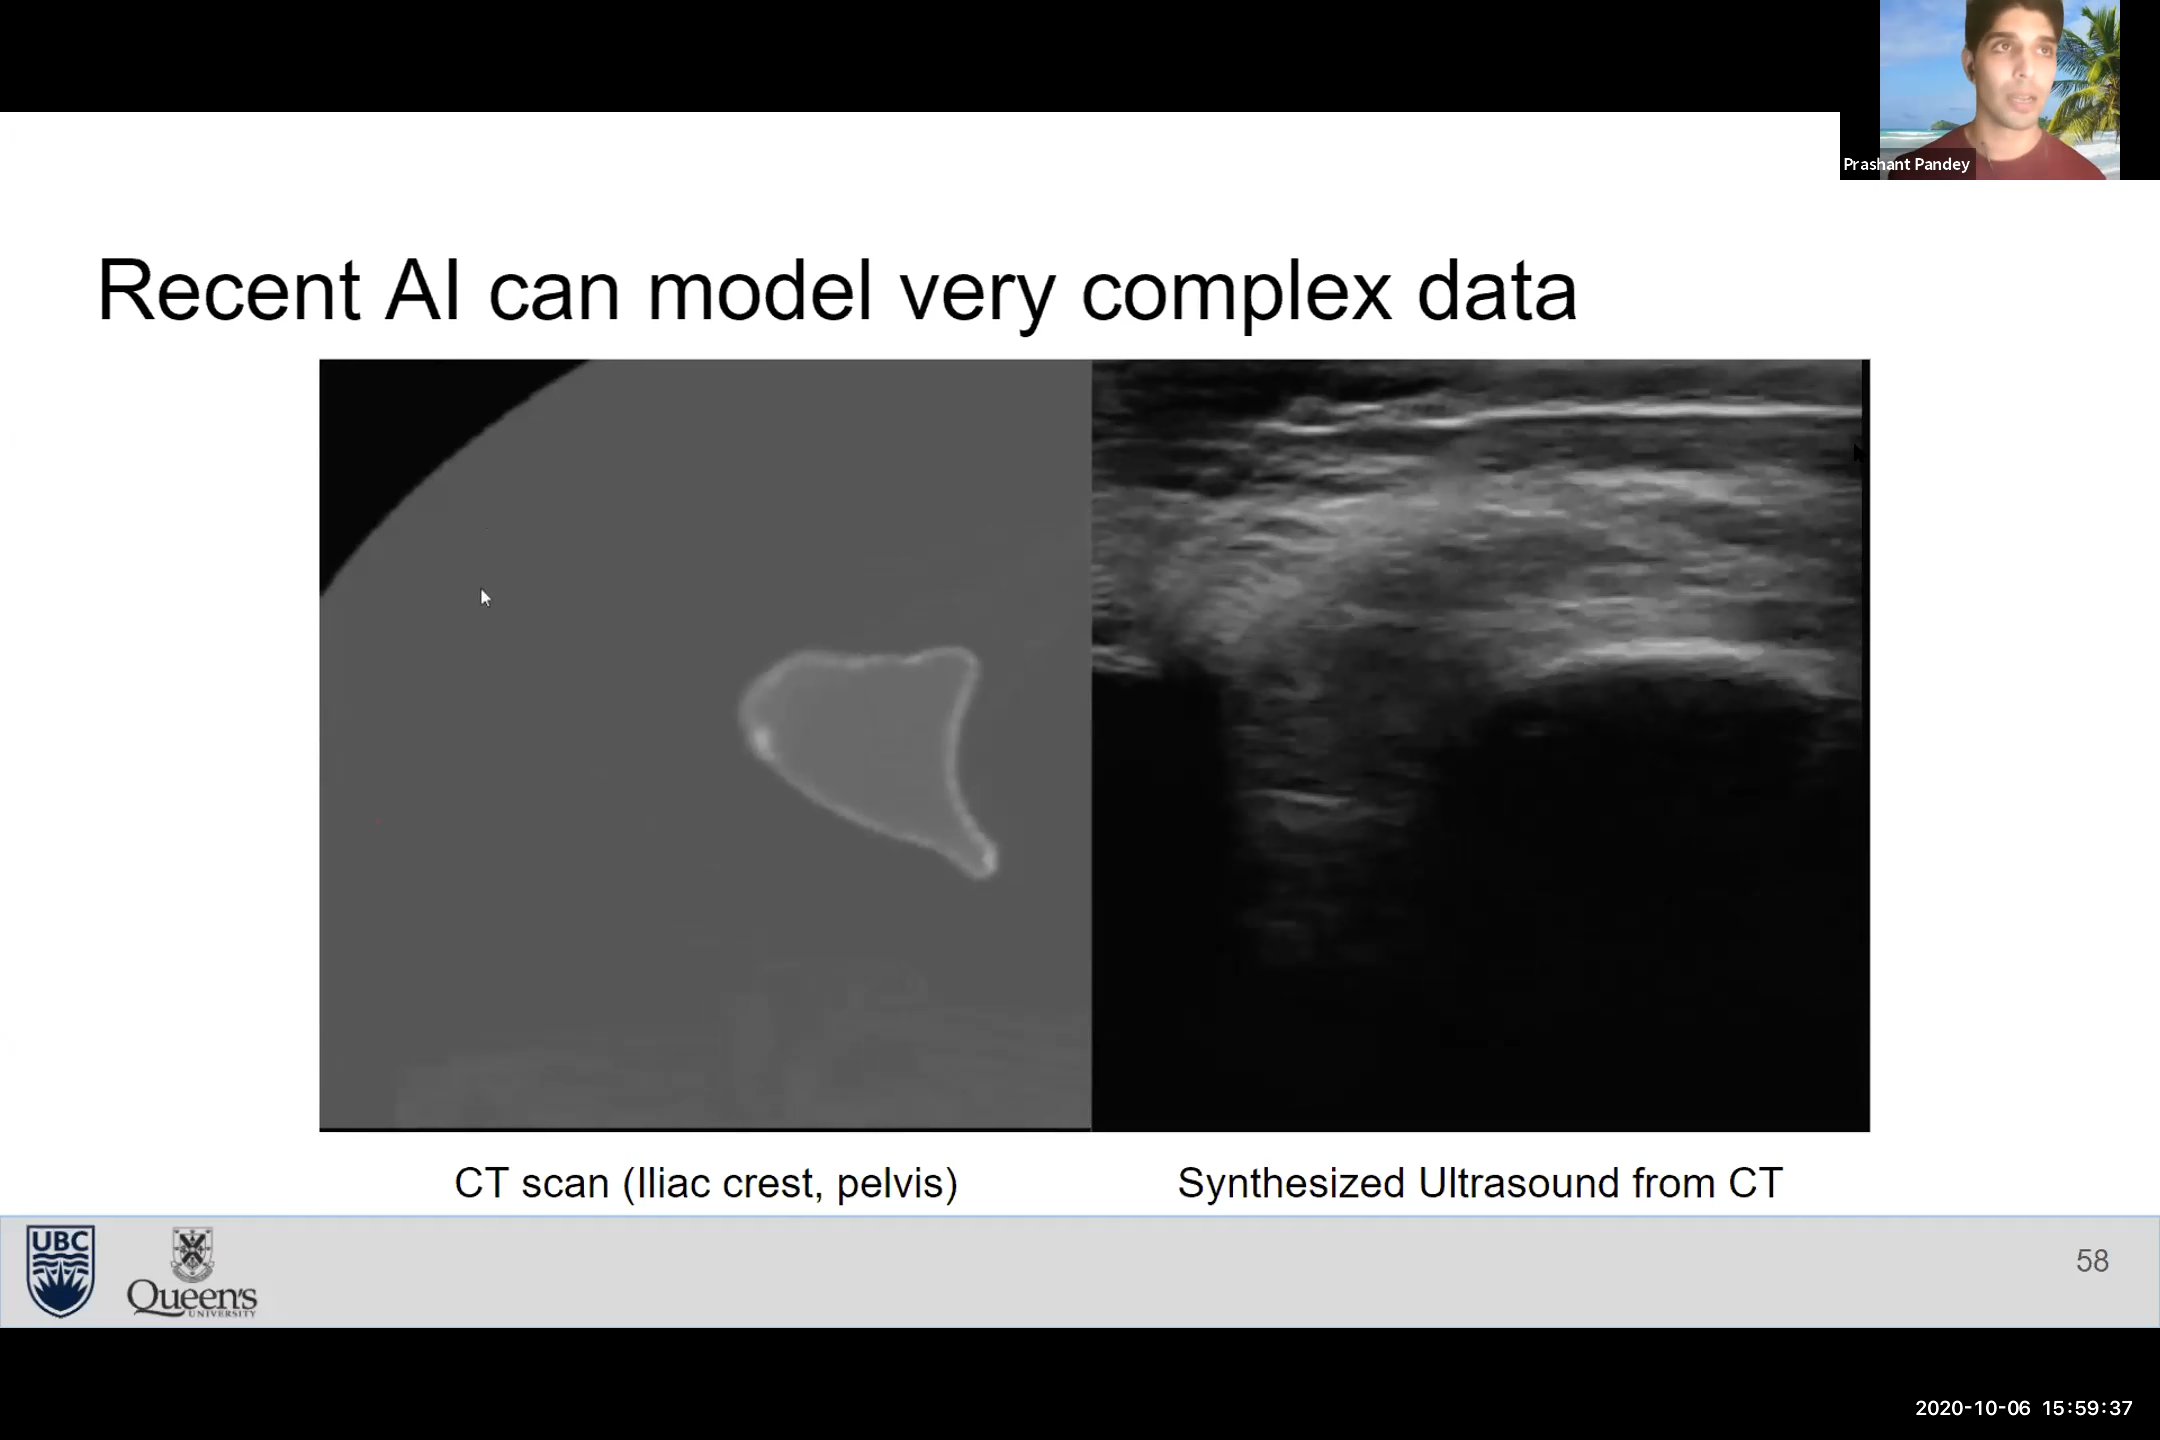 Prashant Pandey
Recent AI can model very complex data
CT scan (Iliac crest, pelvis)
Synthesized Ultrasound from CT
UBC
Queen's
UNIVERSITY
58
2020-10-06 15:59:37